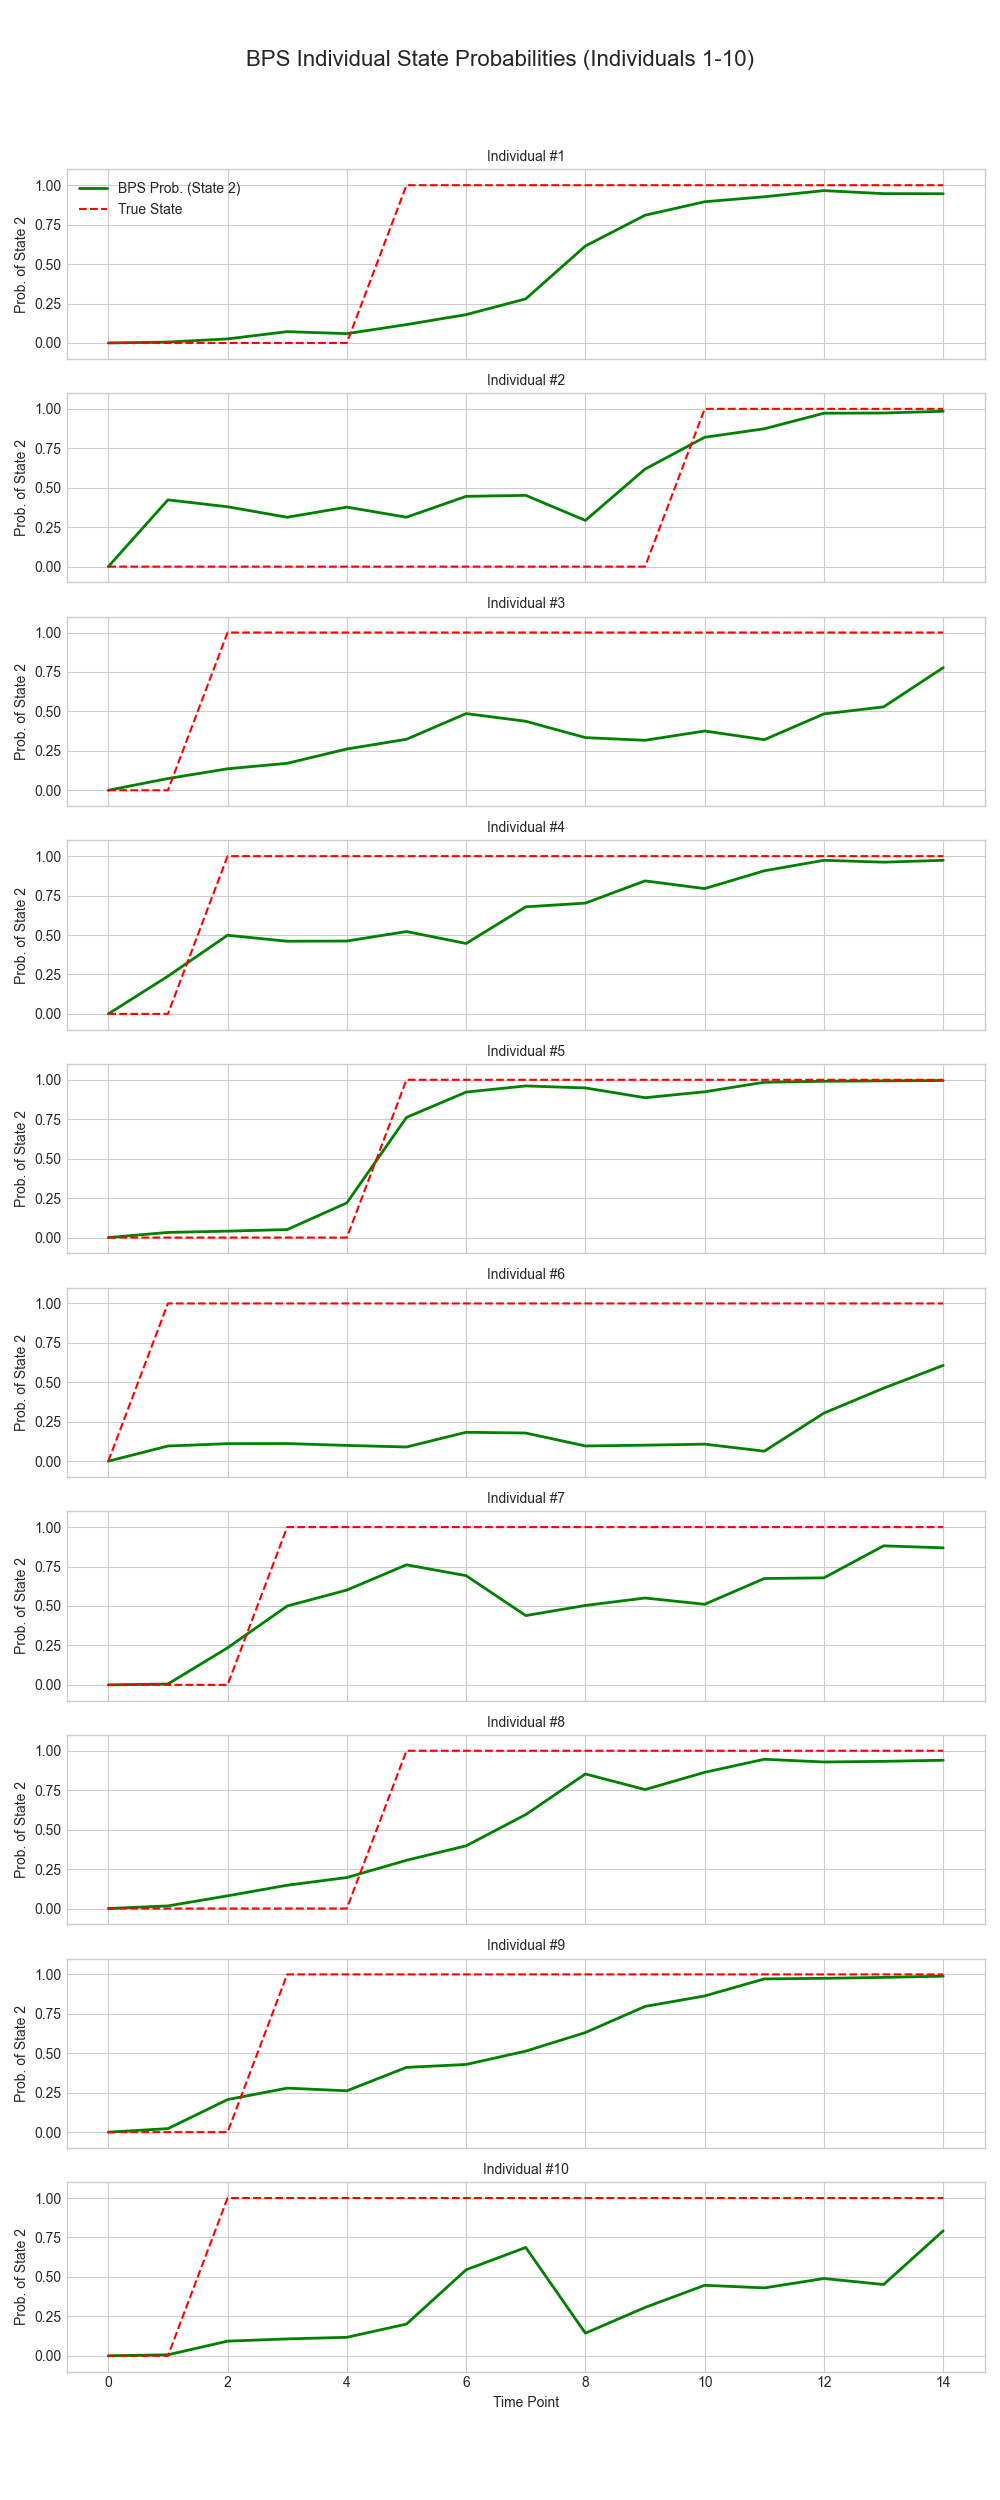 BPS Individual State Probabilities (Individuals 1-10)
Individual #1
1.00
0.75
0.50
0.25
0.00
Prob. of State 2
BPS Prob. (State 2)
True State
Individual #2
1.00
0.75
0.50
0.25
0.00
Prob. of State 2
Individual #3
1.00
0.75
0.50
0.25
0.00
Prob. of State 2
Individual #4
1.00
0.75
0.50
0.25
0.00
Prob. of State 2
Individual #5
1.00
0.75
0.50
0.25
0.00
Prob. of State 2
Individual #6
1.00
0.75
0.50
0.25
0.00
Prob. of State 2
Individual #7
1.00
0.75
0.50
0.25
0.00
Prob. of State 2
Individual #8
1.00
0.75
0.50
0.25
0.00
Prob. of State 2
Individual #9
1.00
0.75
0.50
0.25
0.00
Prob. of State 2
Individual #10
1.00
0.75
0.50
0.25
0.00
Prob. of State 2
0 2 4 6 8 10 12 14
Time Point